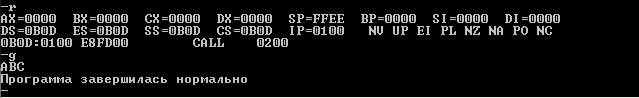 -r
AX=0000  BX=0000  CX=0000  DX=0000  SP=FFEE  BP=0000  SI=0000  DI=0000
DS=0B0D  ES=0B0D  SS=0B0D  CS=0B0D  IP=0100   NV UP EI PL NZ NA PO NC
0B0D:0100 E8FD00        CALL    0200
-g
ABC
Программа завершилась нормально
-